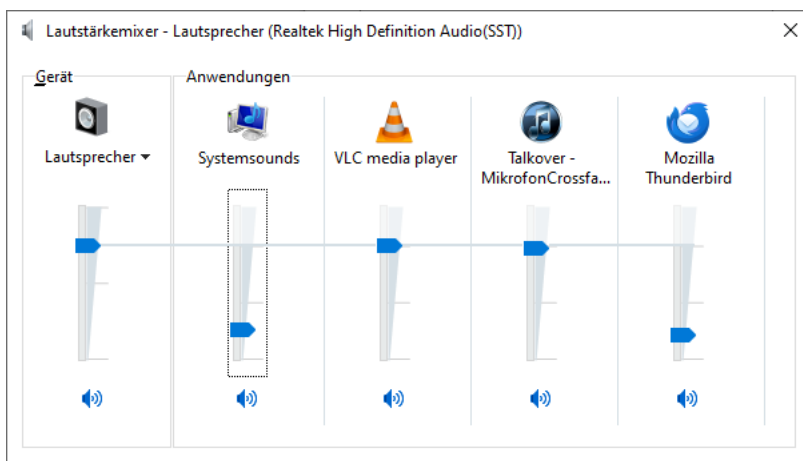 Lautstärkemixer - Lautsprecher (Realtek High Definition Audio(SST))
Gerät
Anwendungen
Lautsprecher
Systemsounds
VLC media player
Talkover -
MikrofonCrossfa...
Mozilla
Thunderbird